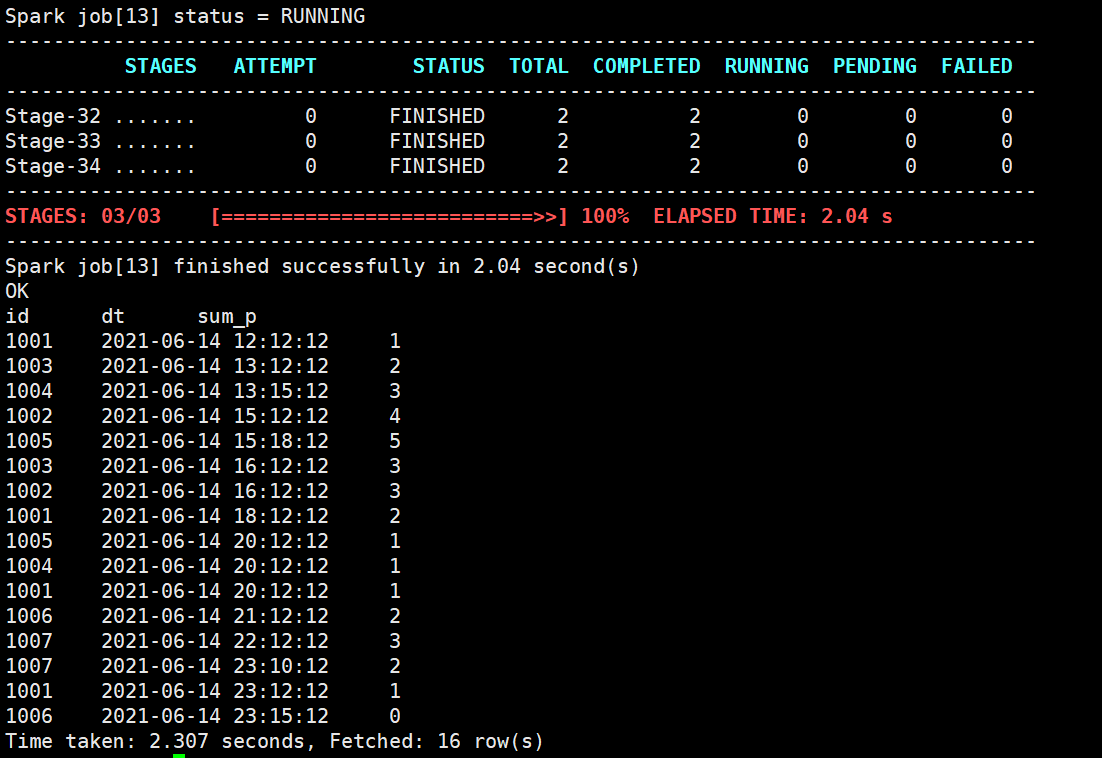 Spark job[13] status = RUNNING
--------------------------------------------------------------------------------------
STAGES   ATTEMPT        STATUS  TOTAL  COMPLETED  RUNNING  PENDING  FAILED
--------------------------------------------------------------------------------------
Stage-32 .......         0      FINISHED      2          2        0        0       0
Stage-33 .......         0      FINISHED      2          2        0        0       0
Stage-34 .......         0      FINISHED      2          2        0        0       0
--------------------------------------------------------------------------------------
STAGES: 03/03    [==========================>>] 100%  ELAPSED TIME: 2.04 s
--------------------------------------------------------------------------------------
Spark job[13] finished successfully in 2.04 second(s)
OK
id      dt      sum_p
1001    2021-06-14 12:12:12     1
1003    2021-06-14 13:12:12     2
1004    2021-06-14 13:15:12     3
1002    2021-06-14 15:12:12     4
1005    2021-06-14 15:18:12     5
1003    2021-06-14 16:12:12     3
1002    2021-06-14 16:12:12     3
1001    2021-06-14 18:12:12     2
1005    2021-06-14 20:12:12     1
1004    2021-06-14 20:12:12     1
1001    2021-06-14 20:12:12     1
1006    2021-06-14 21:12:12     2
1007    2021-06-14 22:12:12     3
1007    2021-06-14 23:10:12     2
1001    2021-06-14 23:12:12     1
1006    2021-06-14 23:15:12     0
Time taken: 2.307 seconds, Fetched: 16 row(s)